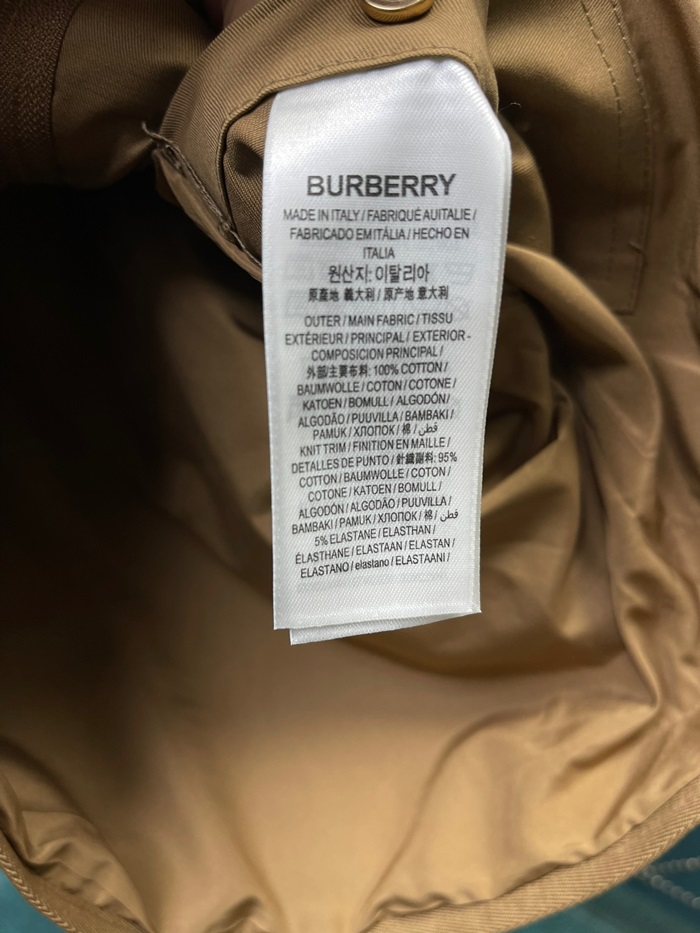 BURBERRY
MADE IN ITALY / FABRIQUÉ AUITALIE /
FABRICADO EM ITÁLIA / HECHO EN
ITALIA
원산지: 이탈리아
原產地 義大利 / 原产地 意大利
OUTER / MAIN FABRIC / TISSU
EXTÉRIEUR / PRINCIPAL / EXTERIOR -
COMPOSICION PRINCIPAL /
外部/主要布料: 100% COTTON /
BAUMWOLLE / COTON / COTONE /
KATOEN / BOMULL / ALGODÓN /
ALGODÃO / PUUVILLA / BAMBAKI /
PAMUK / ХЛОПОК / 棉 / قطن /
KNIT TRIM / FINITION EN MAILLE /
DETALLES DE PUNTO / 針織副料: 95%
COTTON / BAUMWOLLE / COTON /
COTONE / KATOEN / BOMULL /
ALGODÓN / ALGODÃO / PUUVILLA /
BAMBAKI / PAMUK / ХЛОПОК / 棉 / قطن
5% ELASTANE / ELASTHAN /
ÉLASTHANE / ELASTAAN / ELASTAN /
ELASTANO / elastano / ELASTAANI /